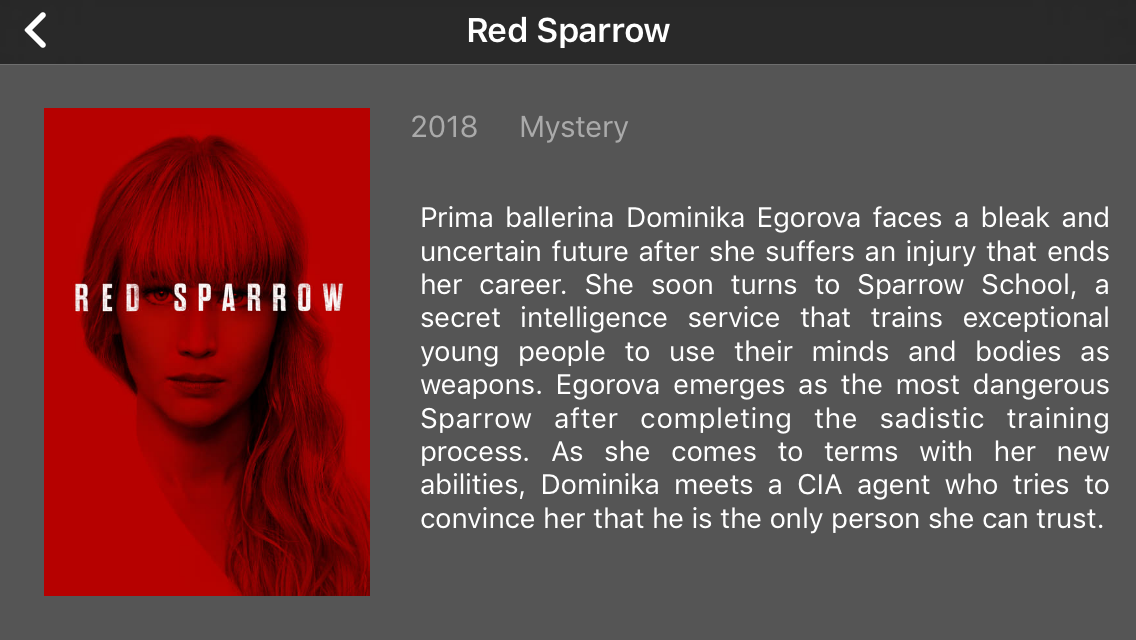 Red Sparrow
2018 Mystery
RED SPARROW
Prima ballerina Dominika Egorova faces a bleak and
uncertain future after she suffers an injury that ends
her career. She soon turns to Sparrow School, a
secret intelligence service that trains exceptional
young people to use their minds and bodies as
weapons. Egorova emerges as the most dangerous
Sparrow after completing the sadistic training
process. As she comes to terms with her new
abilities, Dominika meets a CIA agent who tries to
convince her that he is the only person she can trust.